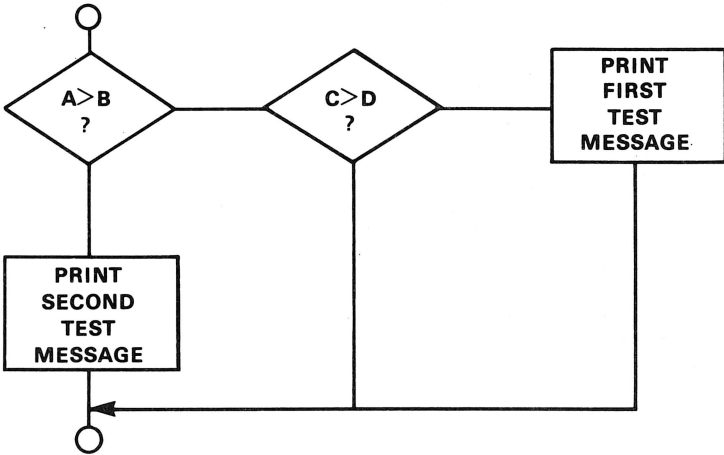 A>B
?
C>D
?
PRINT
FIRST
TEST
MESSAGE
PRINT
SECOND
TEST
MESSAGE